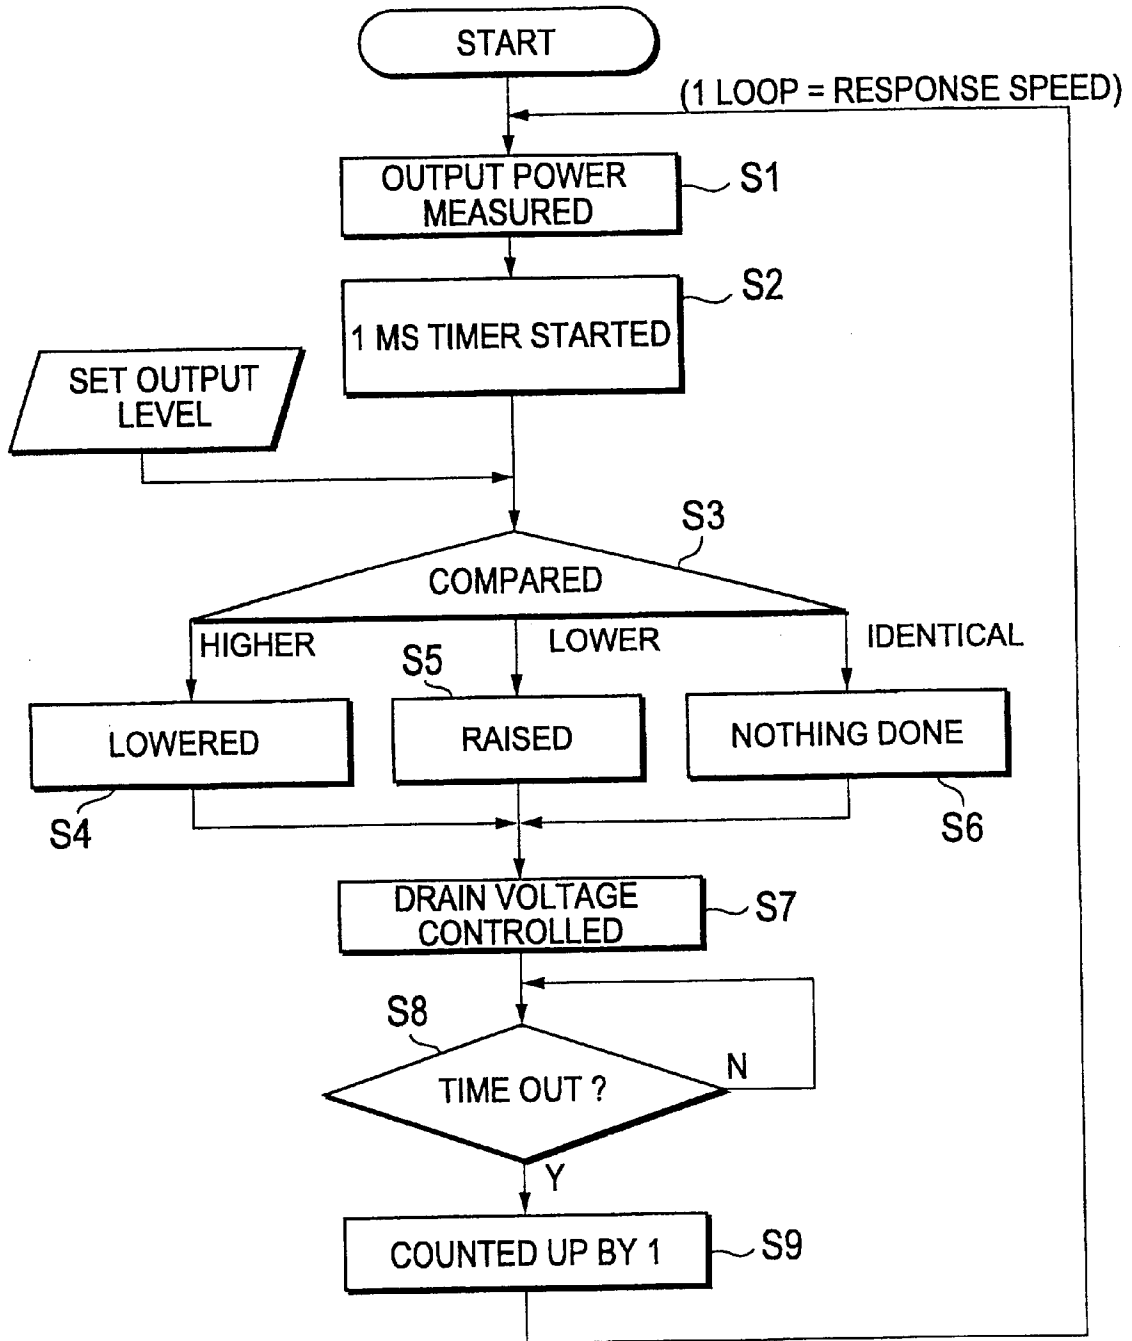 START
(1 LOOP = RESPONSE SPEED)
OUTPUT POWER
MEASURED
S1
S2
1 MS TIMER STARTED
SET OUTPUT
LEVEL
S3
COMPARED
HIGHER
LOWER
IDENTICAL
S5
LOWERED
RAISED
NOTHING DONE
S4
S6
DRAIN VOLTAGE
CONTROLLED
S7
S8
TIME OUT ?
N
Y
COUNTED UP BY 1
S9